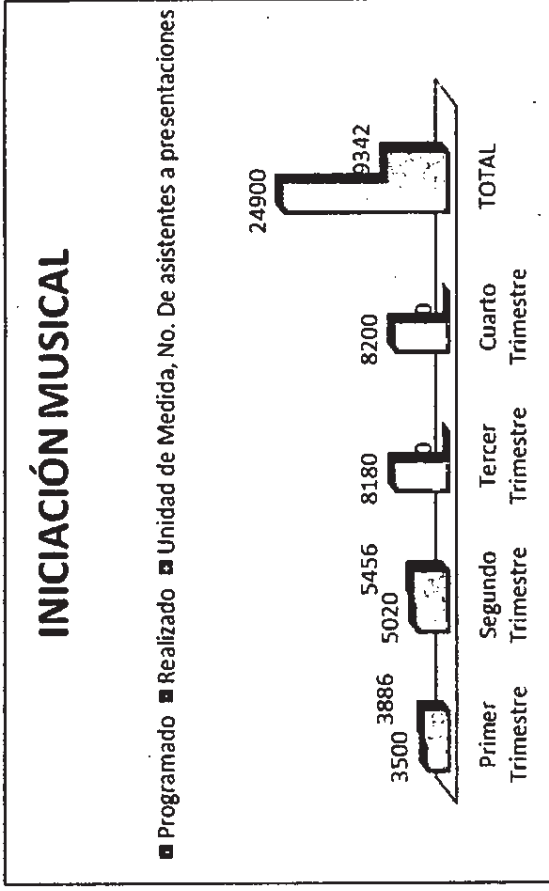 INICIACIÓN MUSICAL
Programado Realizado Unidad de Medida, No. De asistentes a presentaciones
24900
9342
8200
0
8180
0
5456
5020
3886
3500
Primer Trimestre
Segundo Trimestre
Tercer Trimestre
Cuarto Trimestre
TOTAL